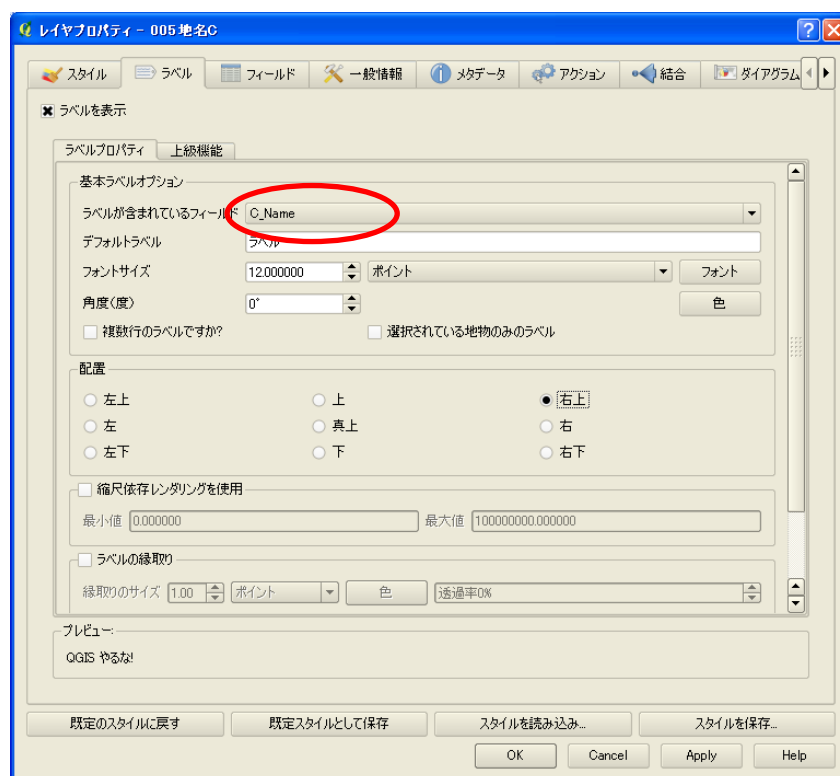 レイヤプロパティ - 005地名C
スタイル ラベル フィールド 一般情報 メタデータ アクション 結合 ダイアグラム
ラベルを表示
ラベルプロパティ 上級機能
基本ラベルオプション
ラベルが含まれているフィールド C_Name
デフォルトラベル ラベル
フォントサイズ 12.000000 ポイント フォント
角度(度) 0° 色
複数行のラベルですか? 選択されている地物のみのラベル
配置
左上 上 右上
左 真上 右
左下 下 右下
縮尺依存レンダリングを使用
最小値 0.000000 最大値 100000000.000000
ラベルの縁取り
縁取りのサイズ 1.00 ポイント 色 透過率0%
プレビュー:
QGIS やるな!
既定のスタイルに戻す 既定スタイルとして保存 スタイルを読み込み... スタイルを保存...
OK Cancel Apply Help